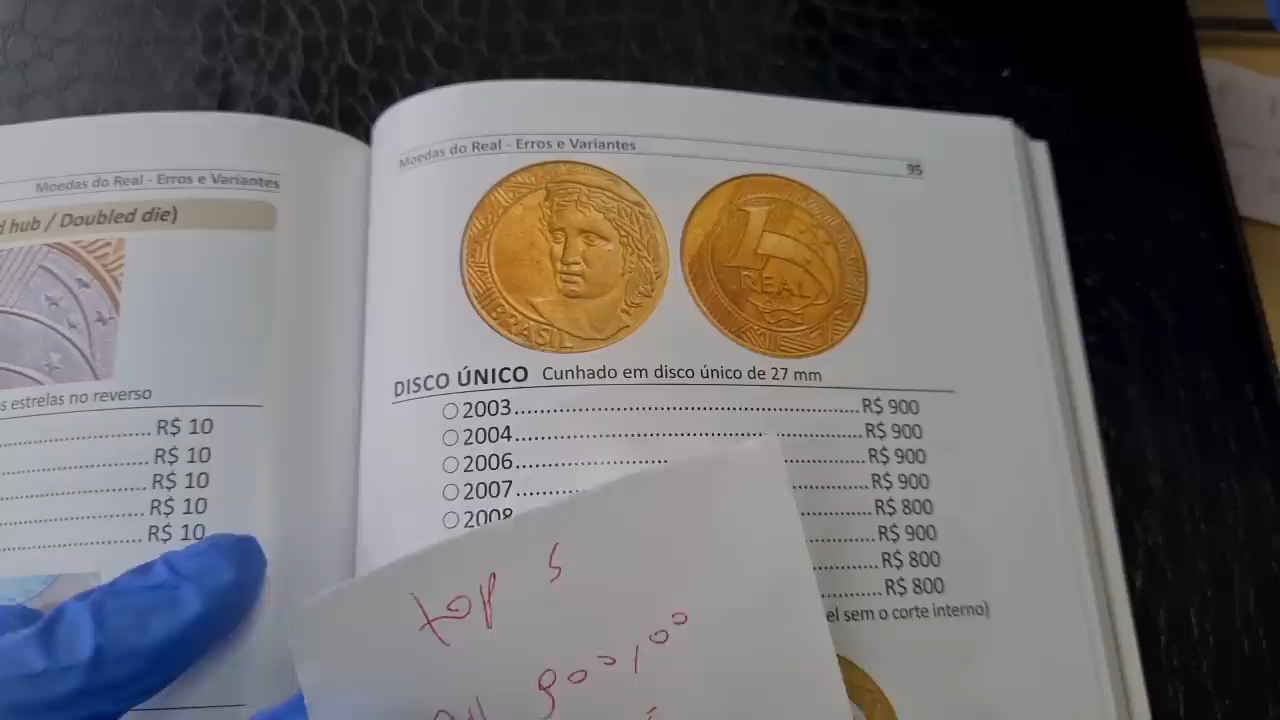 Moedas do Real - Erros e Variantes
d hub / Doubled die)
s estrelas no reverso
R$ 10
R$ 10
R$ 10
R$ 10
R$ 10
Moedas do Real - Erros e Variantes 95
BRASIL
1
REAL
DISCO ÚNICO Cunhado em disco único de 27 mm
2003 R$ 900
2004 R$ 900
2006 R$ 900
2007 R$ 900
2008 R$ 800
R$ 900
R$ 800
R$ 800
el sem o corte interno)
top 5
900,00